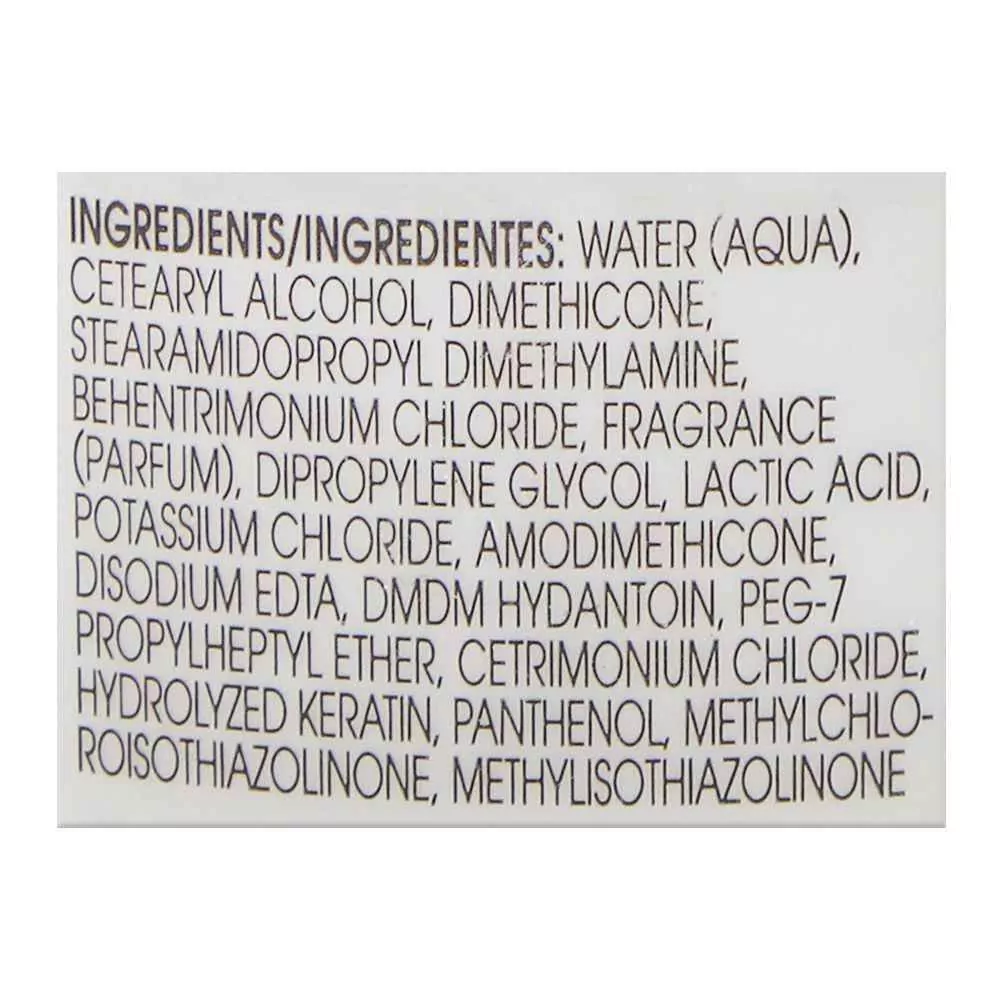 INGREDIENTS/INGREDIENTES: WATER (AQUA),
CETEARYL ALCOHOL, DIMETHICONE,
STEARAMIDOPROPYL DIMETHYLAMINE,
BEHENTRIMONIUM CHLORIDE, FRAGRANCE
(PARFUM), DIPROPYLENE GLYCOL, LACTIC ACID,
POTASSIUM CHLORIDE, AMODIMETHICONE,
DISODIUM EDTA, DMDM HYDANTOIN, PEG-7
PROPYLHEPTYL ETHER, CETRIMONIUM CHLORIDE,
HYDROLYZED KERATIN, PANTHENOL, METHYLCHLO-
ROISOTHIAZOLINONE, METHYLISOTHIAZOLINONE